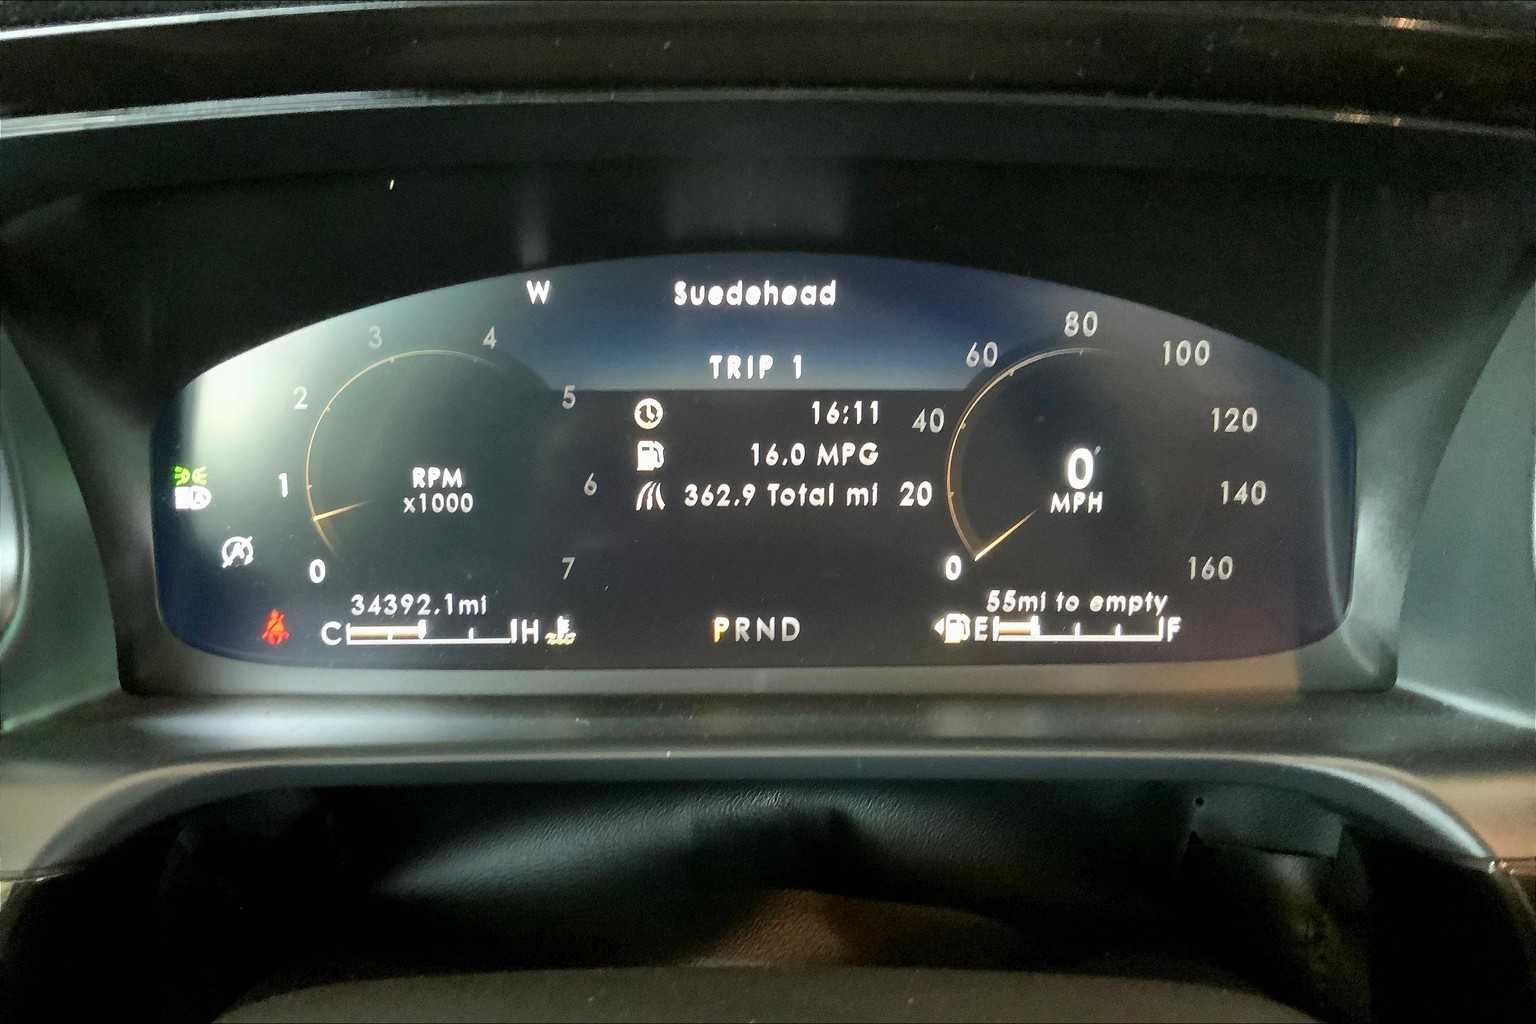 W Suedehead
3 4 80
TRIP 1
60 100
2 5
16:11 40 120
16.0 MPG
RPM 0 MPH
x1000
1 6 362.9 Total mi 20 140
0 7 0 160
34392.1mi 55mi to empty
C H PRND E F